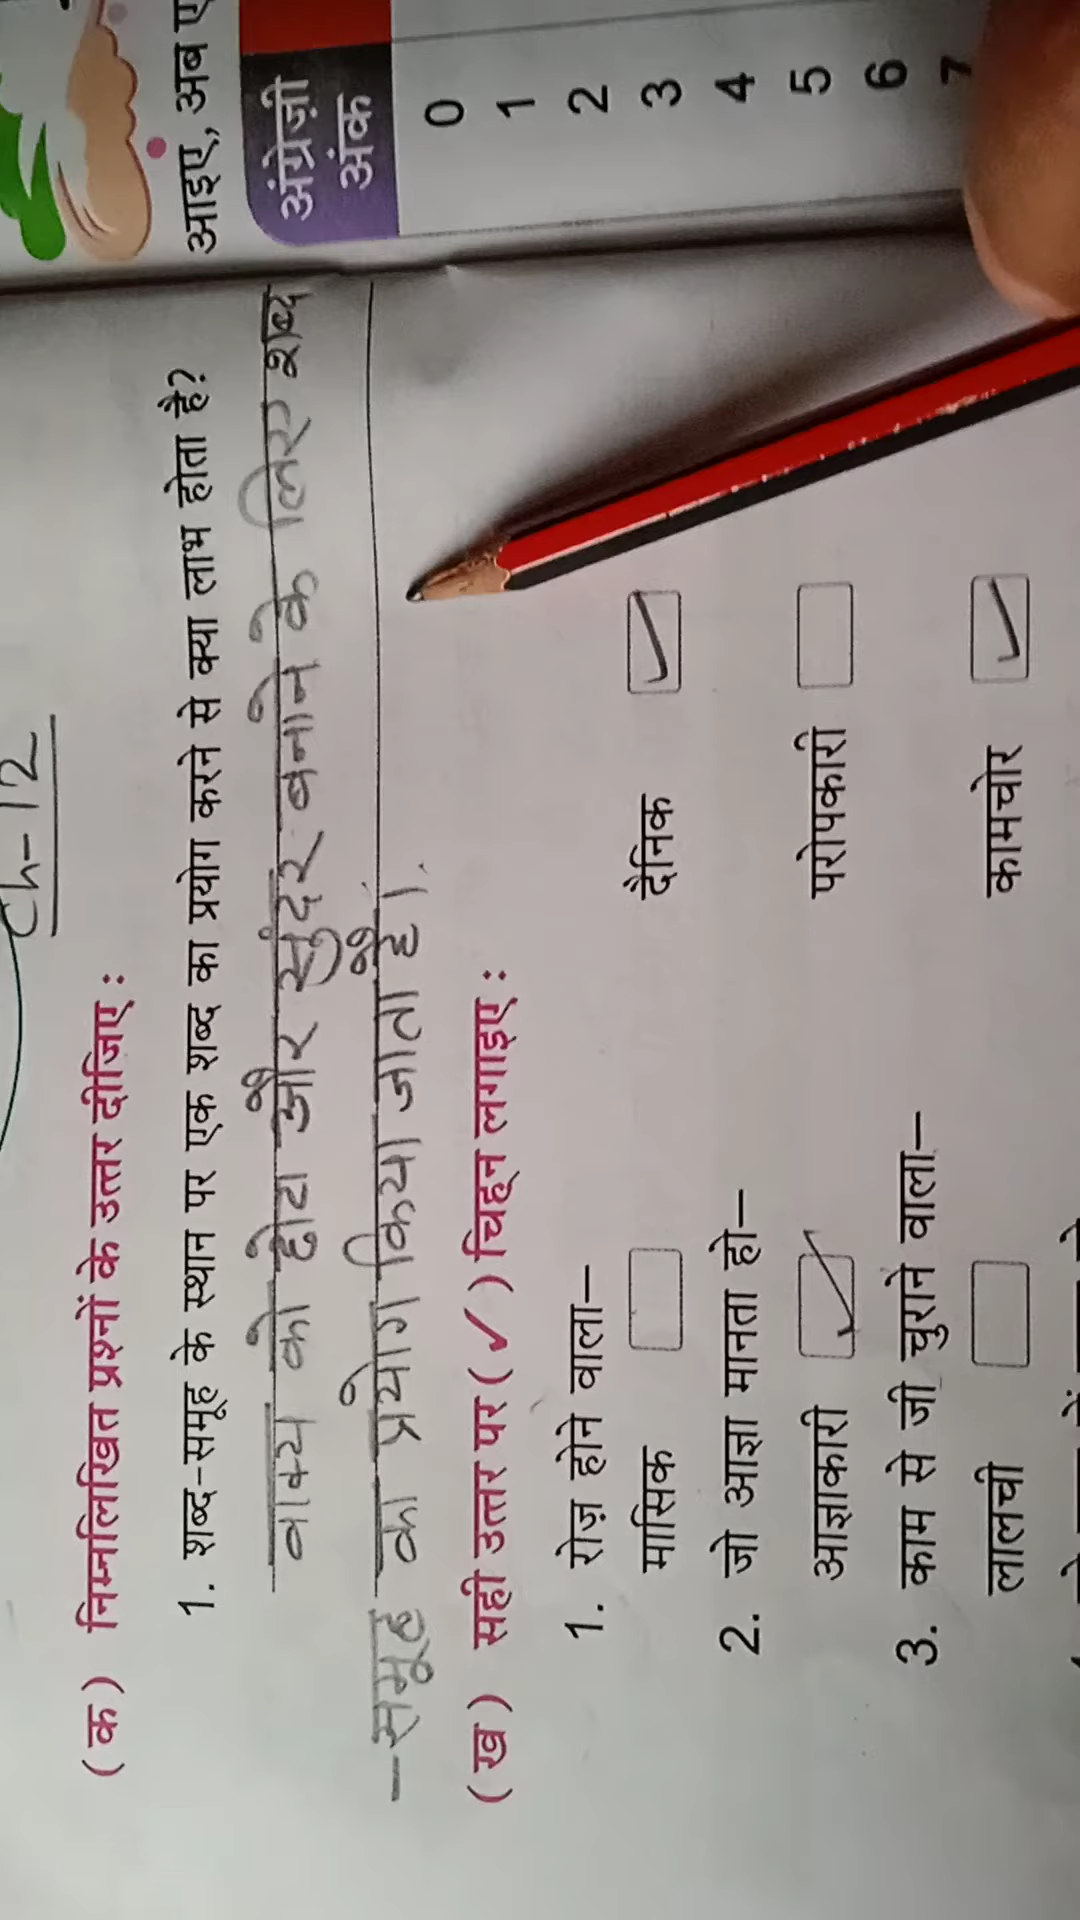 Ch-12
(क) निम्नलिखित प्रश्नों के उत्तर दीजिए :
1. शब्द-समूह के स्थान पर एक शब्द का प्रयोग करने से क्या लाभ होता है?
वाक्य को छोटा और सुंदर बनाने के लिए शब्द
-समूह का प्रयोग किया जाता है।
(ख) सही उत्तर पर (✓) चिह्न लगाइए :
1. रोज़ होने वाला–
मासिक दैनिक ✓
2. जो आज्ञा मानता हो–
आज्ञाकारी ✓ परोपकारी
3. काम से जी चुराने वाला–
लालची कामचोर ✓
आइए, अब
अंग्रेज़ी
अंक
0
1
2
3
4
5
6
7